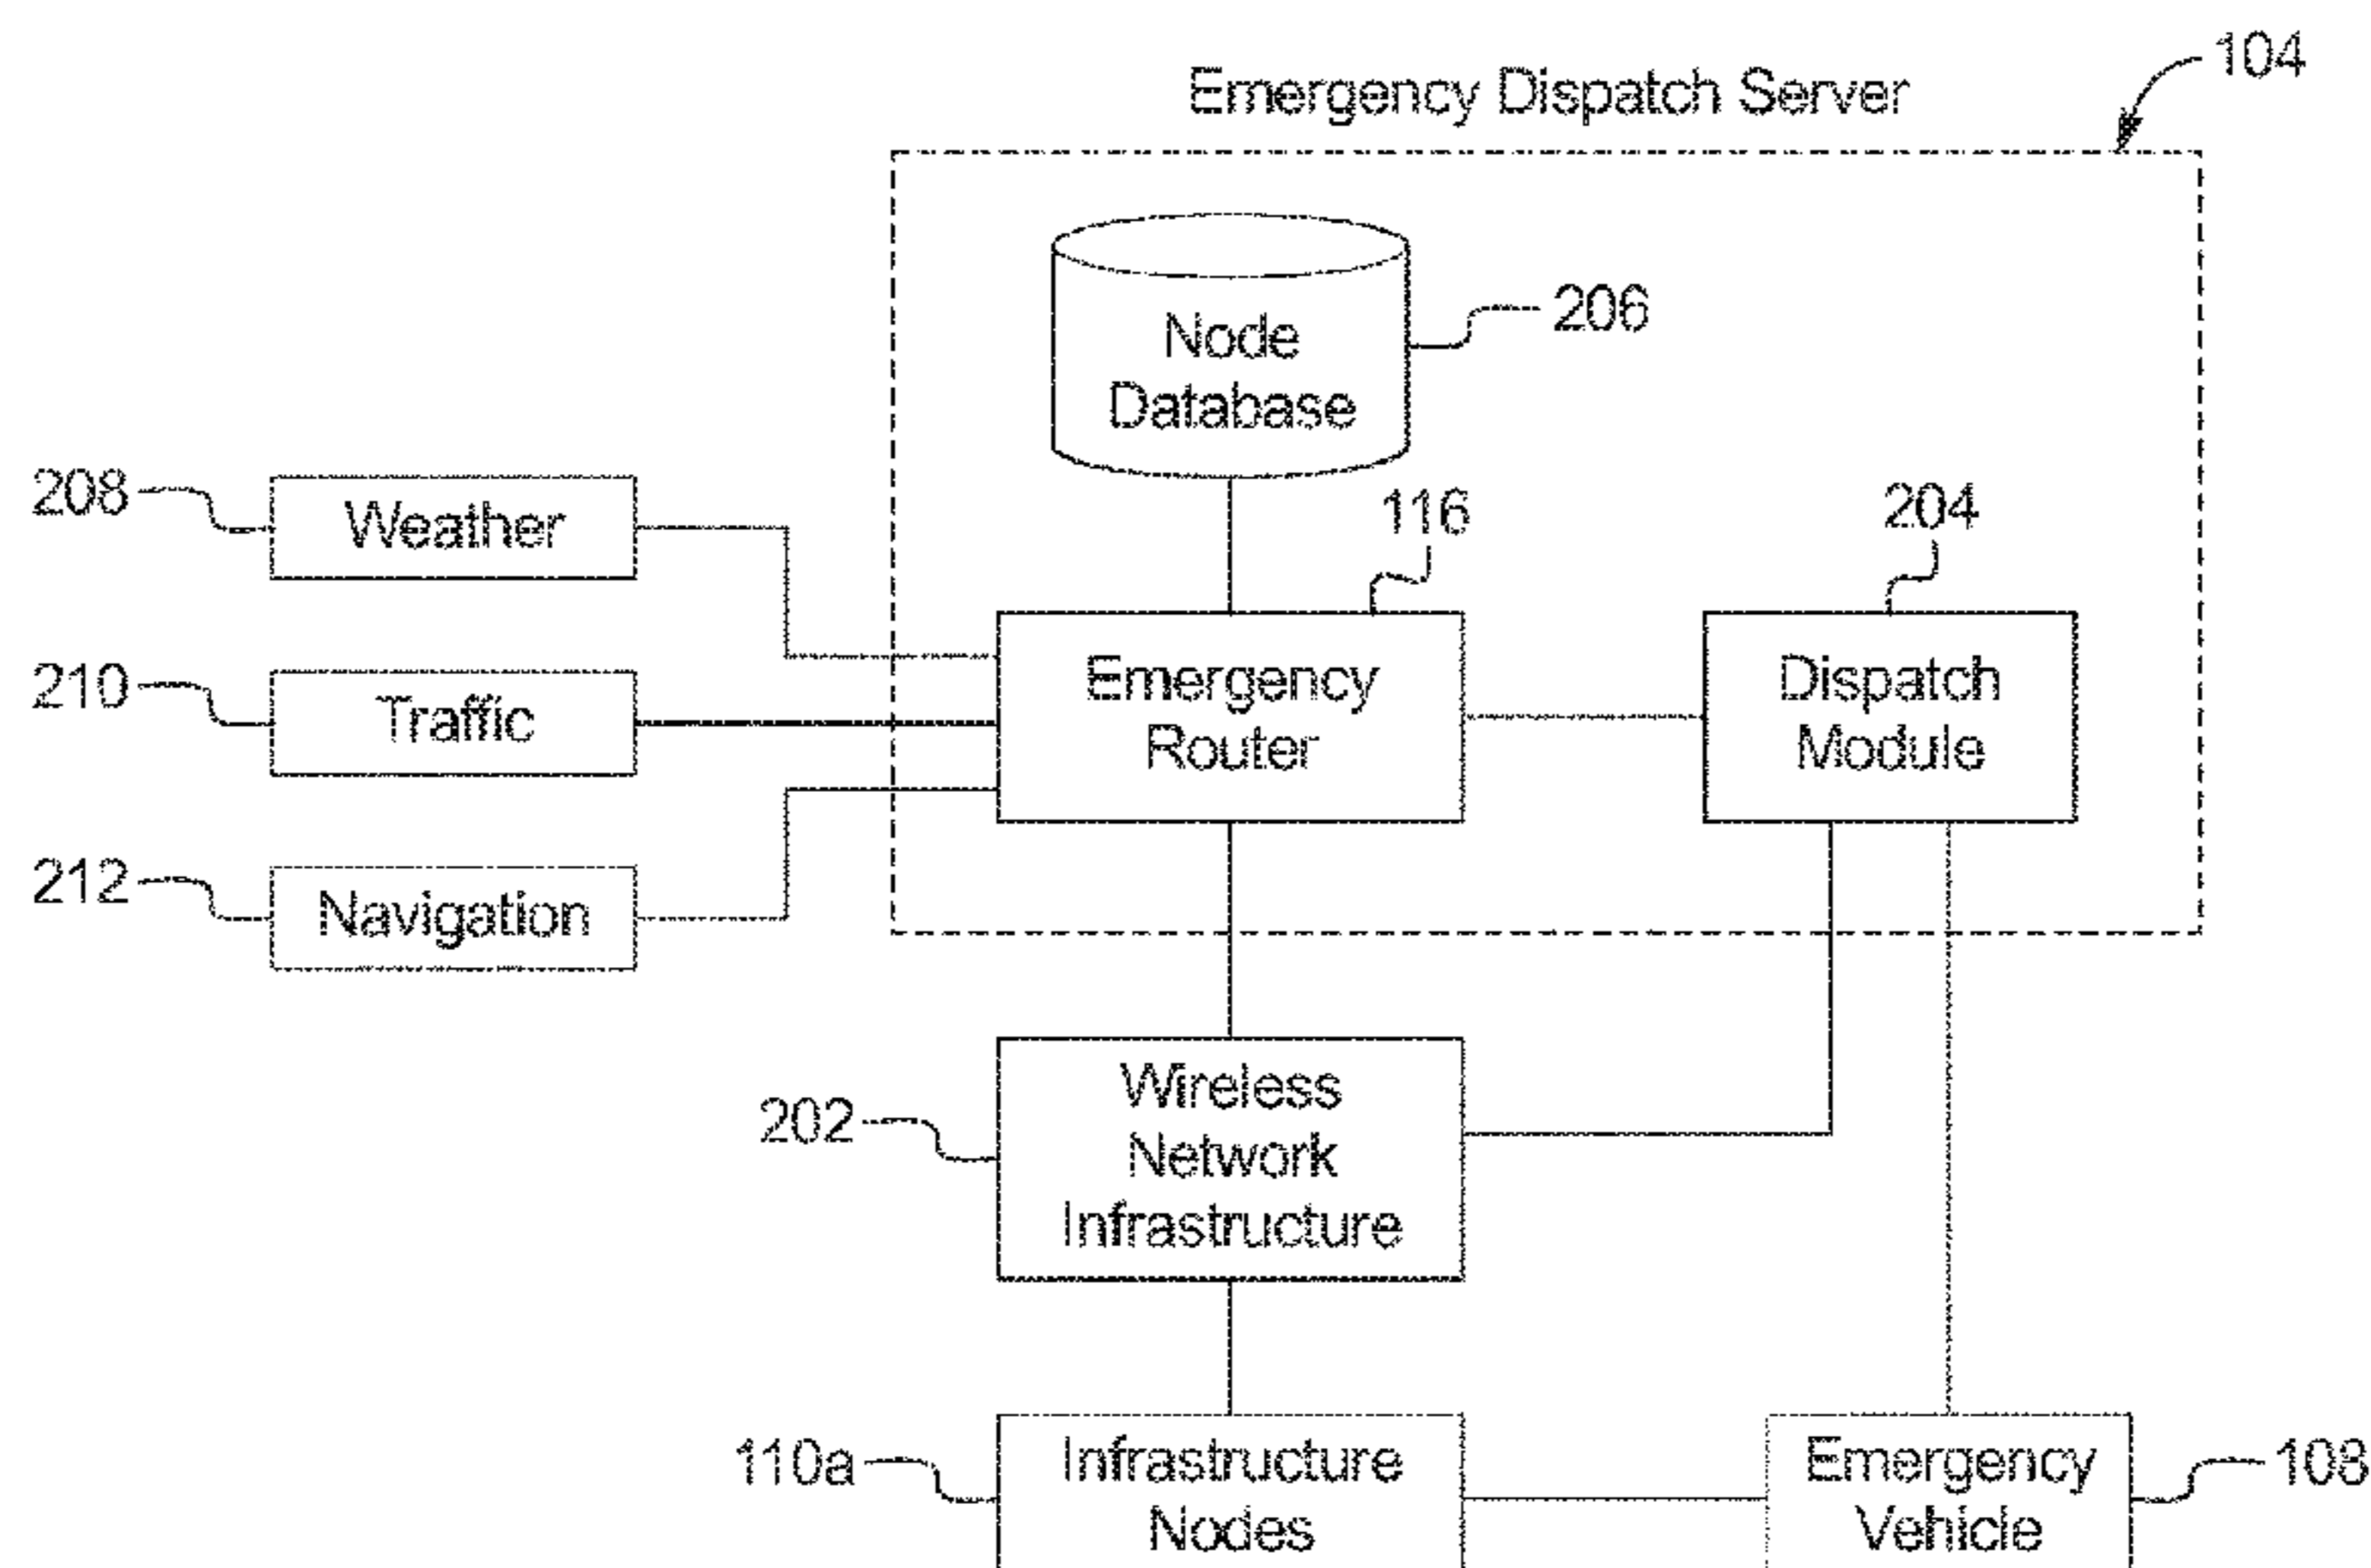 104
Emergency Dispatch Server
Node
Database
206
208
Weather
116
204
210
Traffic
Emergency
Router
Dispatch
Module
212
Navigation
202
Wireless
Network
Infrastructure
110a
Infrastructure
Nodes
Emergency
Vehicle
108